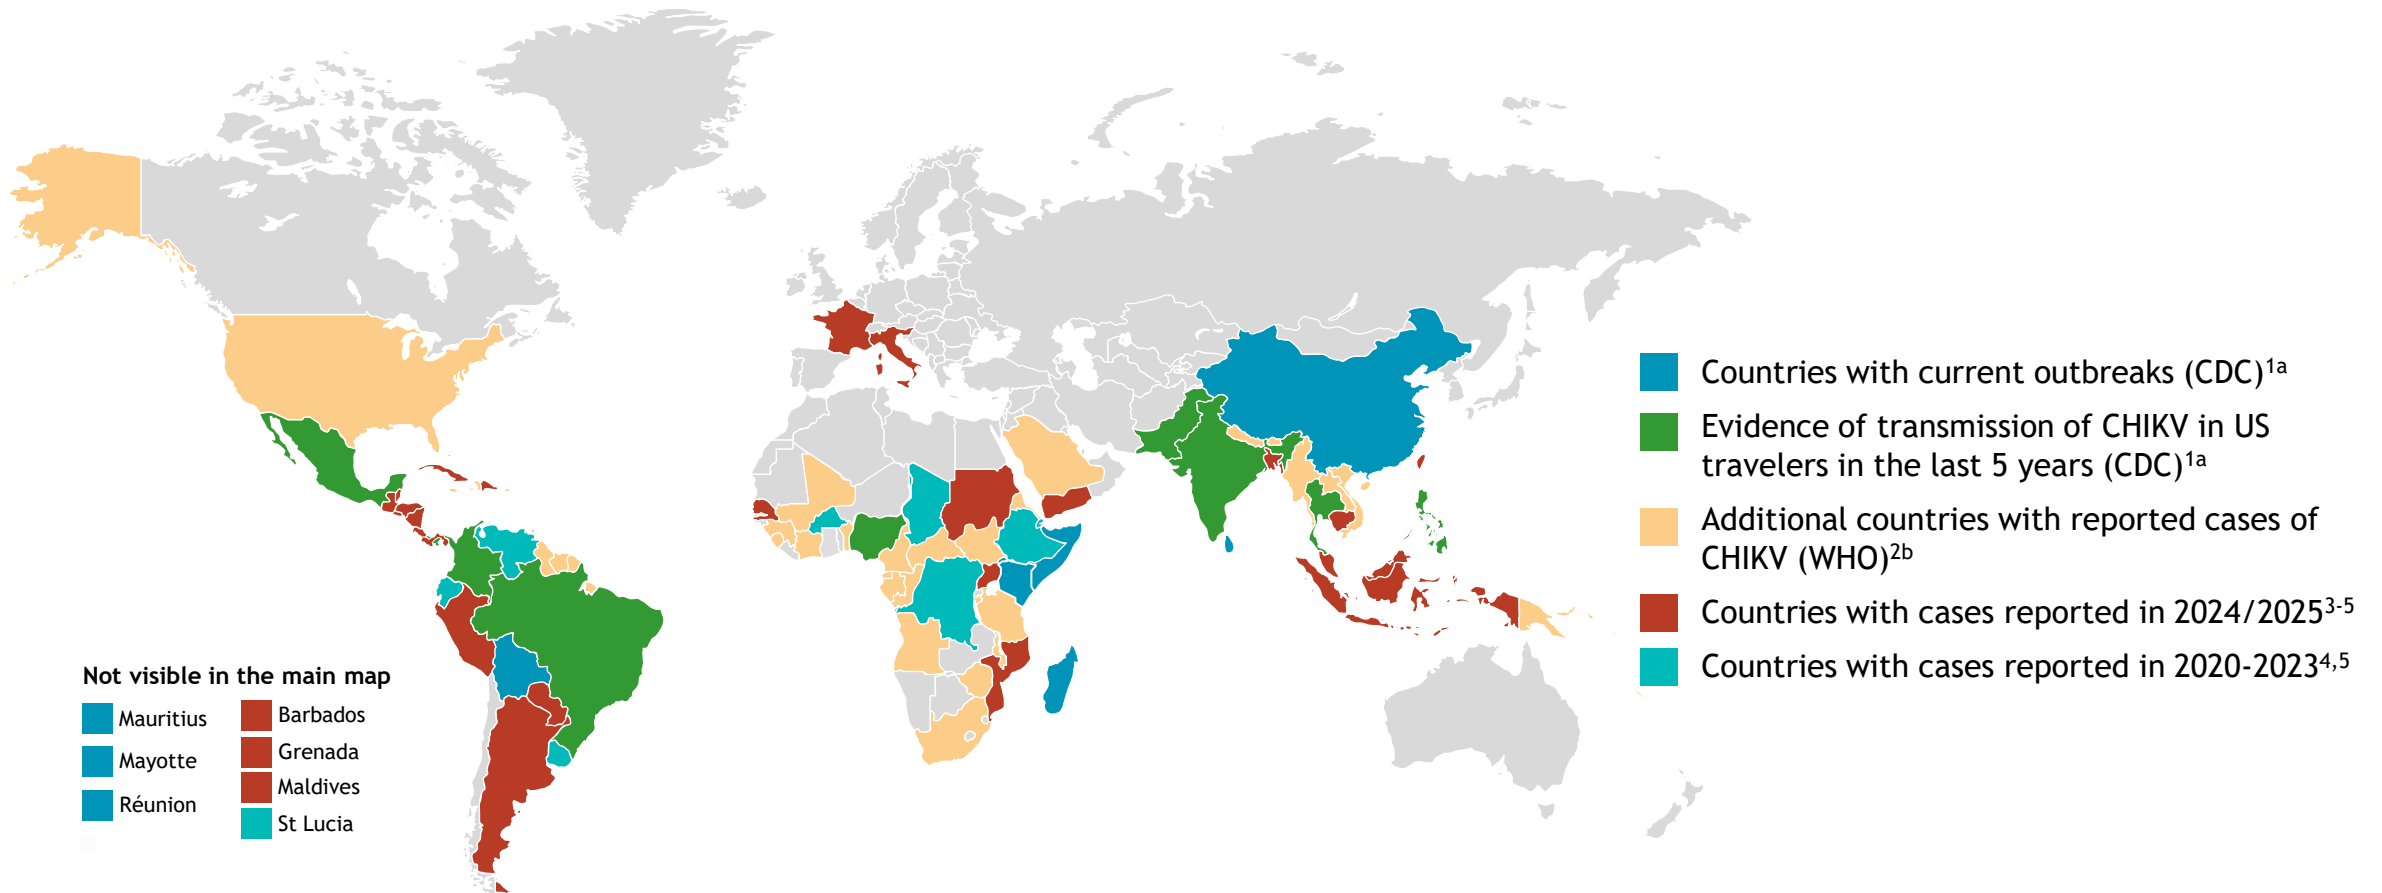 Countries with current outbreaks (CDC)1a
Evidence of transmission of CHIKV in US
travelers in the last 5 years (CDC)1a
Additional countries with reported cases of
CHIKV (WHO)2b
Countries with cases reported in 2024/20253-5
Countries with cases reported in 2020-20234,5
Not visible in the main map
Mauritius
Mayotte
Réunion
Barbados
Grenada
Maldives
St Lucia